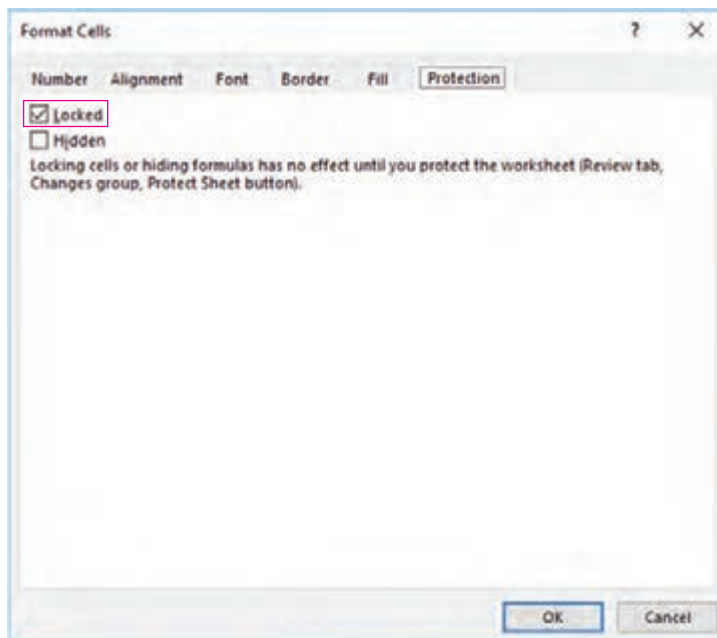 Format Cells ? X
Number Alignment Font Border Fill Protection
Locked
Hidden
Locking cells or hiding formulas has no effect until you protect the worksheet (Review tab,
Changes group, Protect Sheet button).
OK Cancel